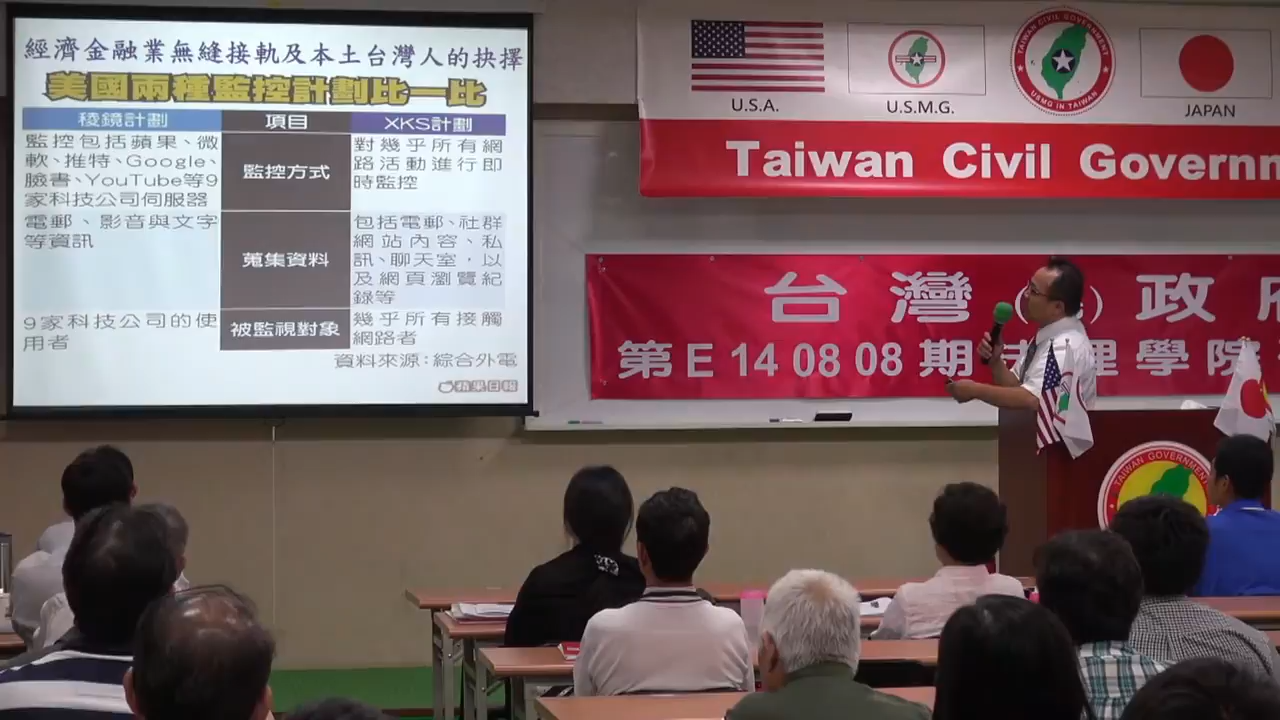 經濟金融業無縫接軌及本土台灣人的抉擇
美國兩種監控計劃比一比
稜鏡計劃 項目 XKS計劃
監控包括蘋果、微
軟、推特、Google、
臉書、YouTube等9
家科技公司伺服器
監控方式
對幾乎所有網
路活動進行即
時監控
電郵、影音與文字
等資訊
蒐集資料
包括電郵、社群
網站內容、私
訊、聊天室，以
及網頁瀏覽紀
錄等
9家科技公司的使
用者
被監視對象
幾乎所有接觸
網路者
資料來源：綜合外電
蘋果日報
U.S.A.
U.S.M.G.
TAIWAN CIVIL GOVERNMENT
USMG IN TAIWAN
JAPAN
Taiwan Civil Governm
台灣 政府
第E 14 08 08 期 理學院
TAIWAN GOVERNMENT